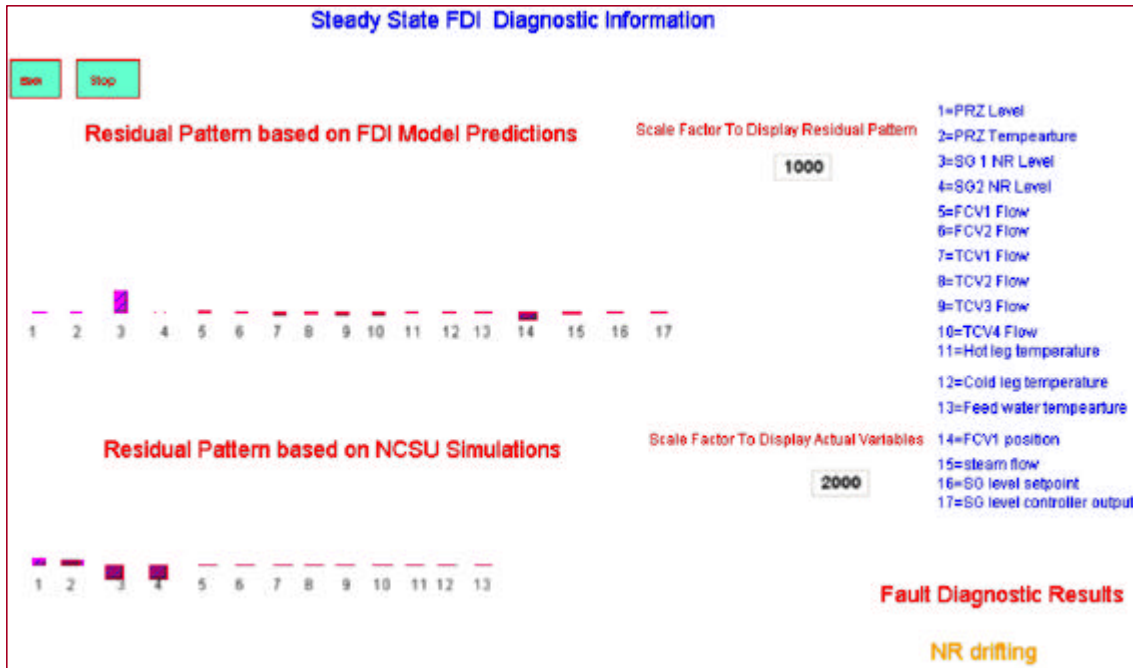 Steady State FDI Diagnostic Information
Stop
Residual Pattern based on FDI Model Predictions
Scale Factor To Display Residual Pattern
1000
1=PRZ Level
2=PRZ Tempearture
3=SG 1 NR Level
4=SG2 NR Level
5=FCV1 Flow
6=FCV2 Flow
7=TCV1 Flow
8=TCV2 Flow
9=TCV3 Flow
10=TCV4 Flow
11=Hot leg temperature
12=Cold leg temperature
13=Feed water tempearture
14=FCV1 position
15=steam flow
16=SG level setpoint
17=SG level controller output
1 2 3 4 5 6 7 8 9 10 11 12 13 14 15 16 17
Residual Pattern based on NCSU Simulations
Scale Factor To Display Actual Variables
2000
1 2 3 4 5 6 7 8 9 10 11 12 13
Fault Diagnostic Results
NR drifting